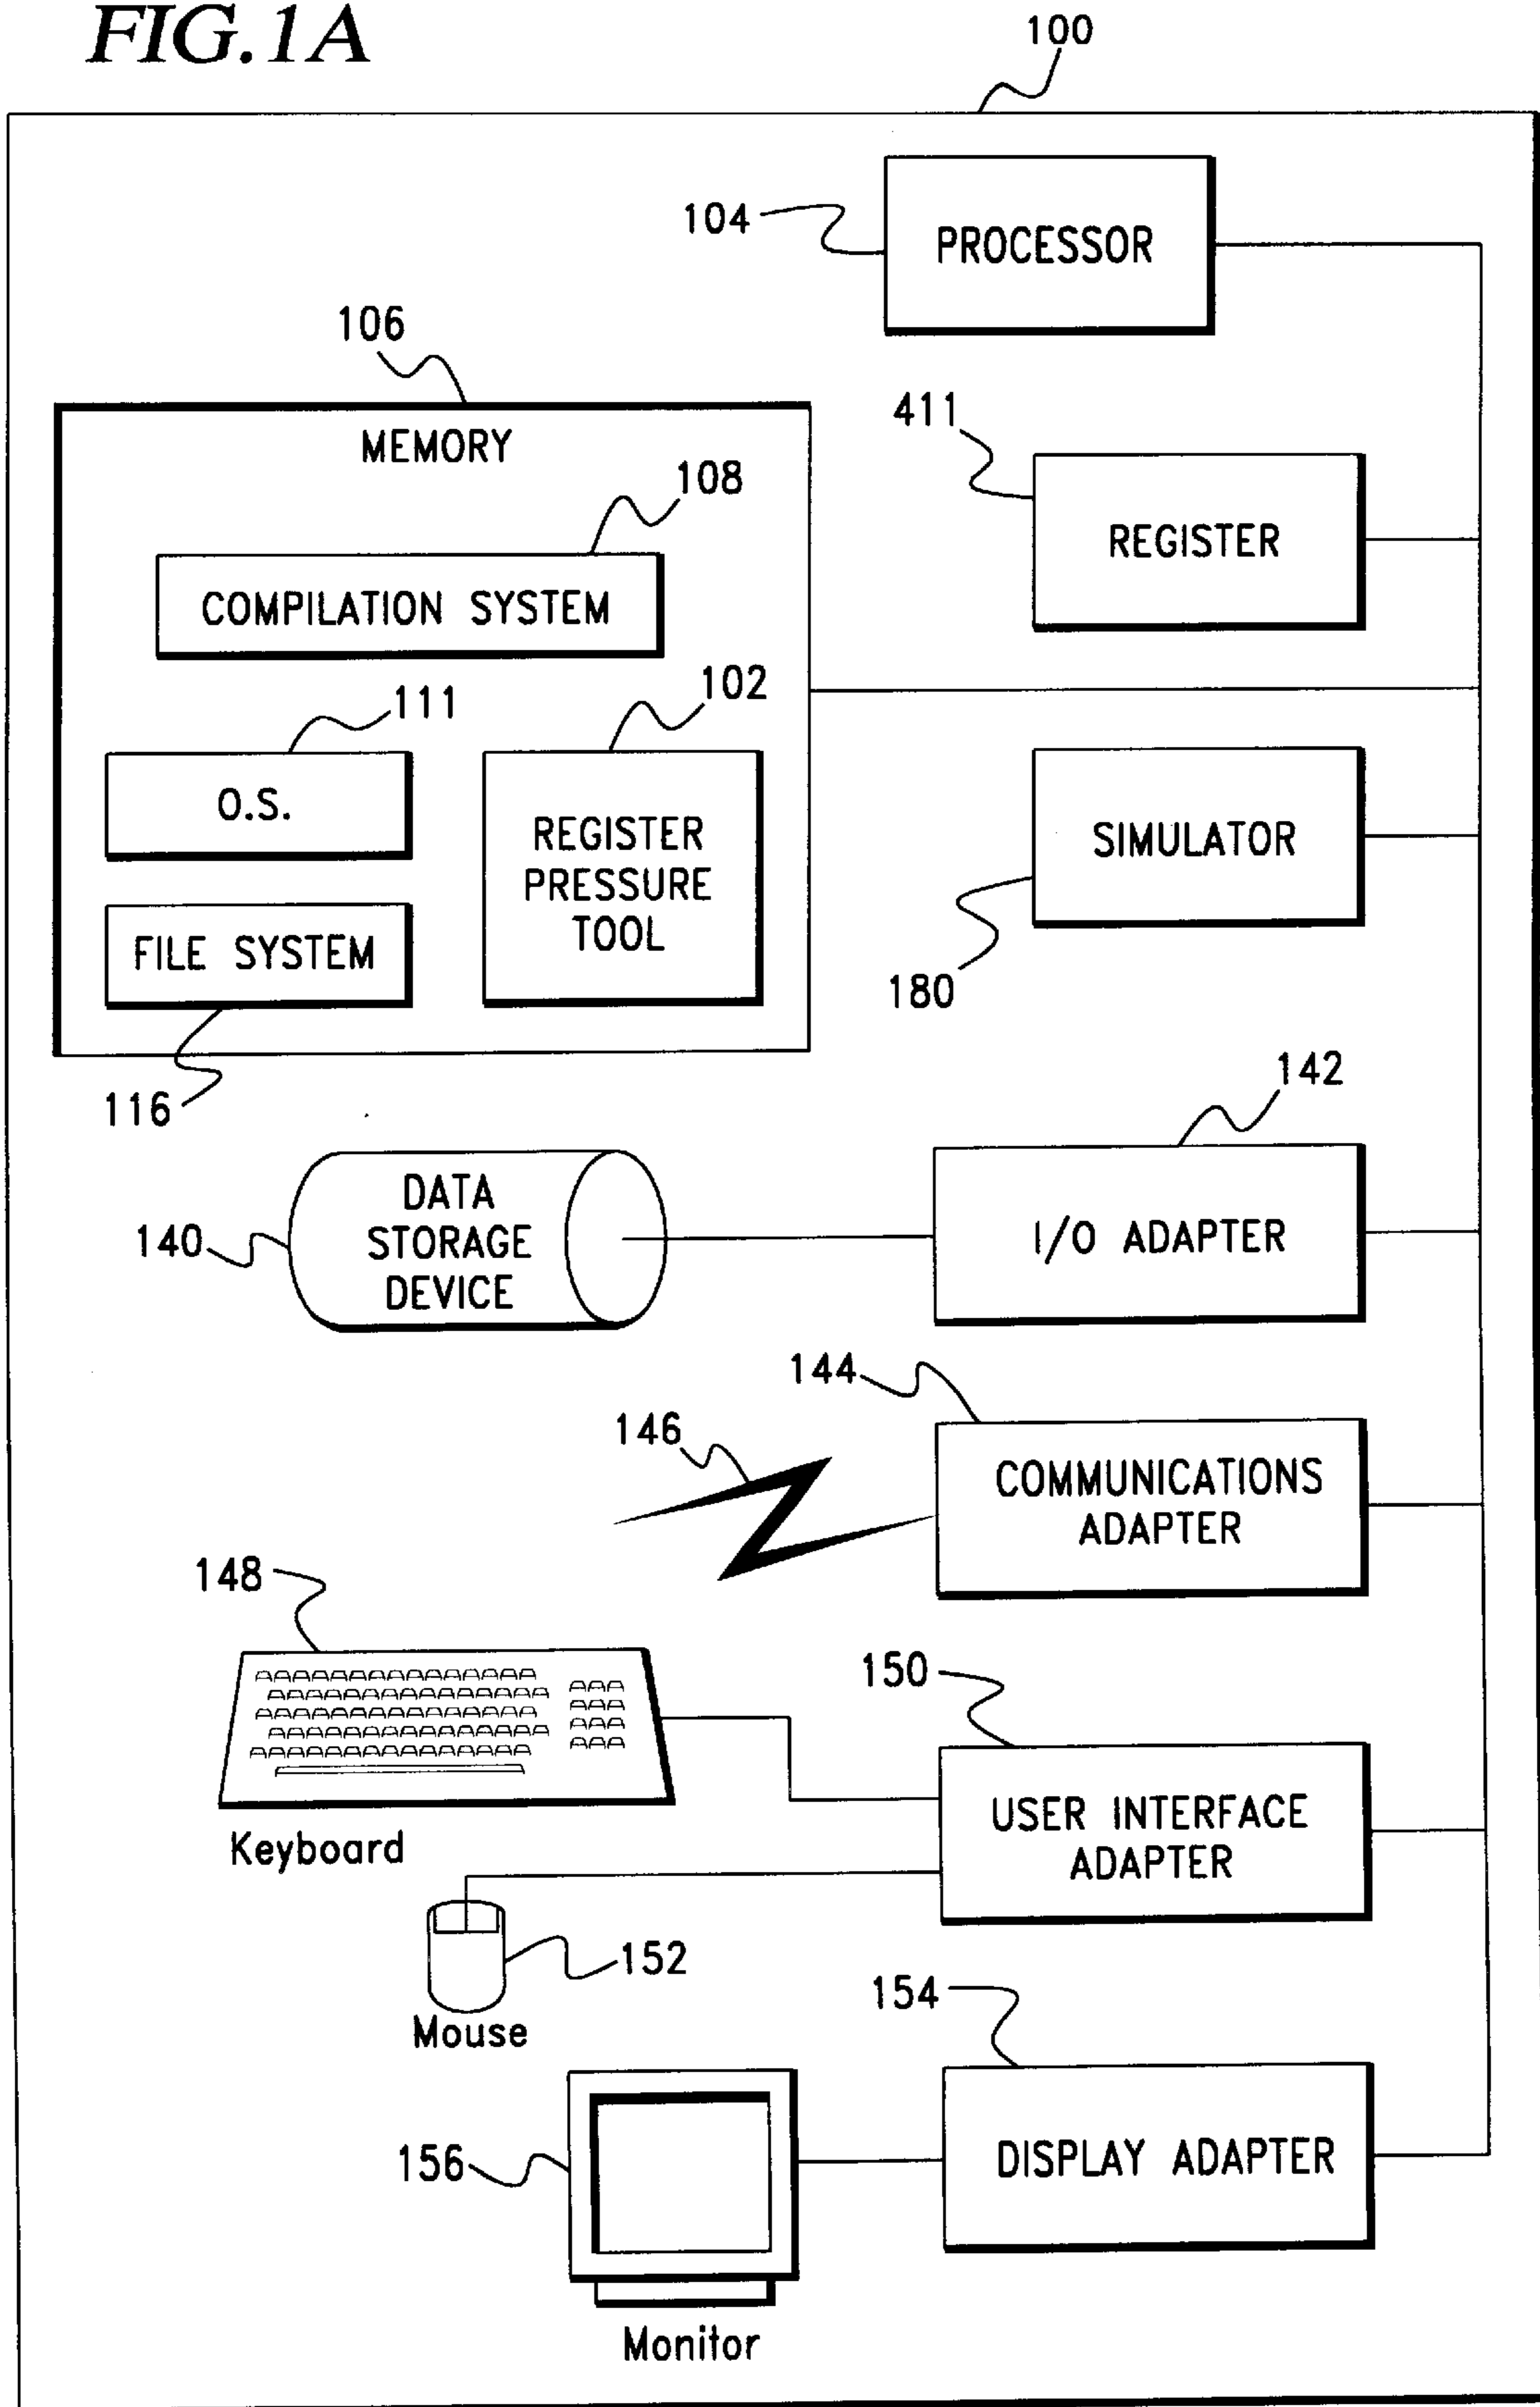 FIG.1A
100
104
PROCESSOR
106
MEMORY
411
REGISTER
108
COMPILATION SYSTEM
111
O.S.
102
REGISTER
PRESSURE
TOOL
FILE SYSTEM
116
SIMULATOR
180
142
140
DATA
STORAGE
DEVICE
I/O ADAPTER
144
146
COMMUNICATIONS
ADAPTER
148
Keyboard
150
USER INTERFACE
ADAPTER
152
Mouse
154
156
DISPLAY ADAPTER
Monitor